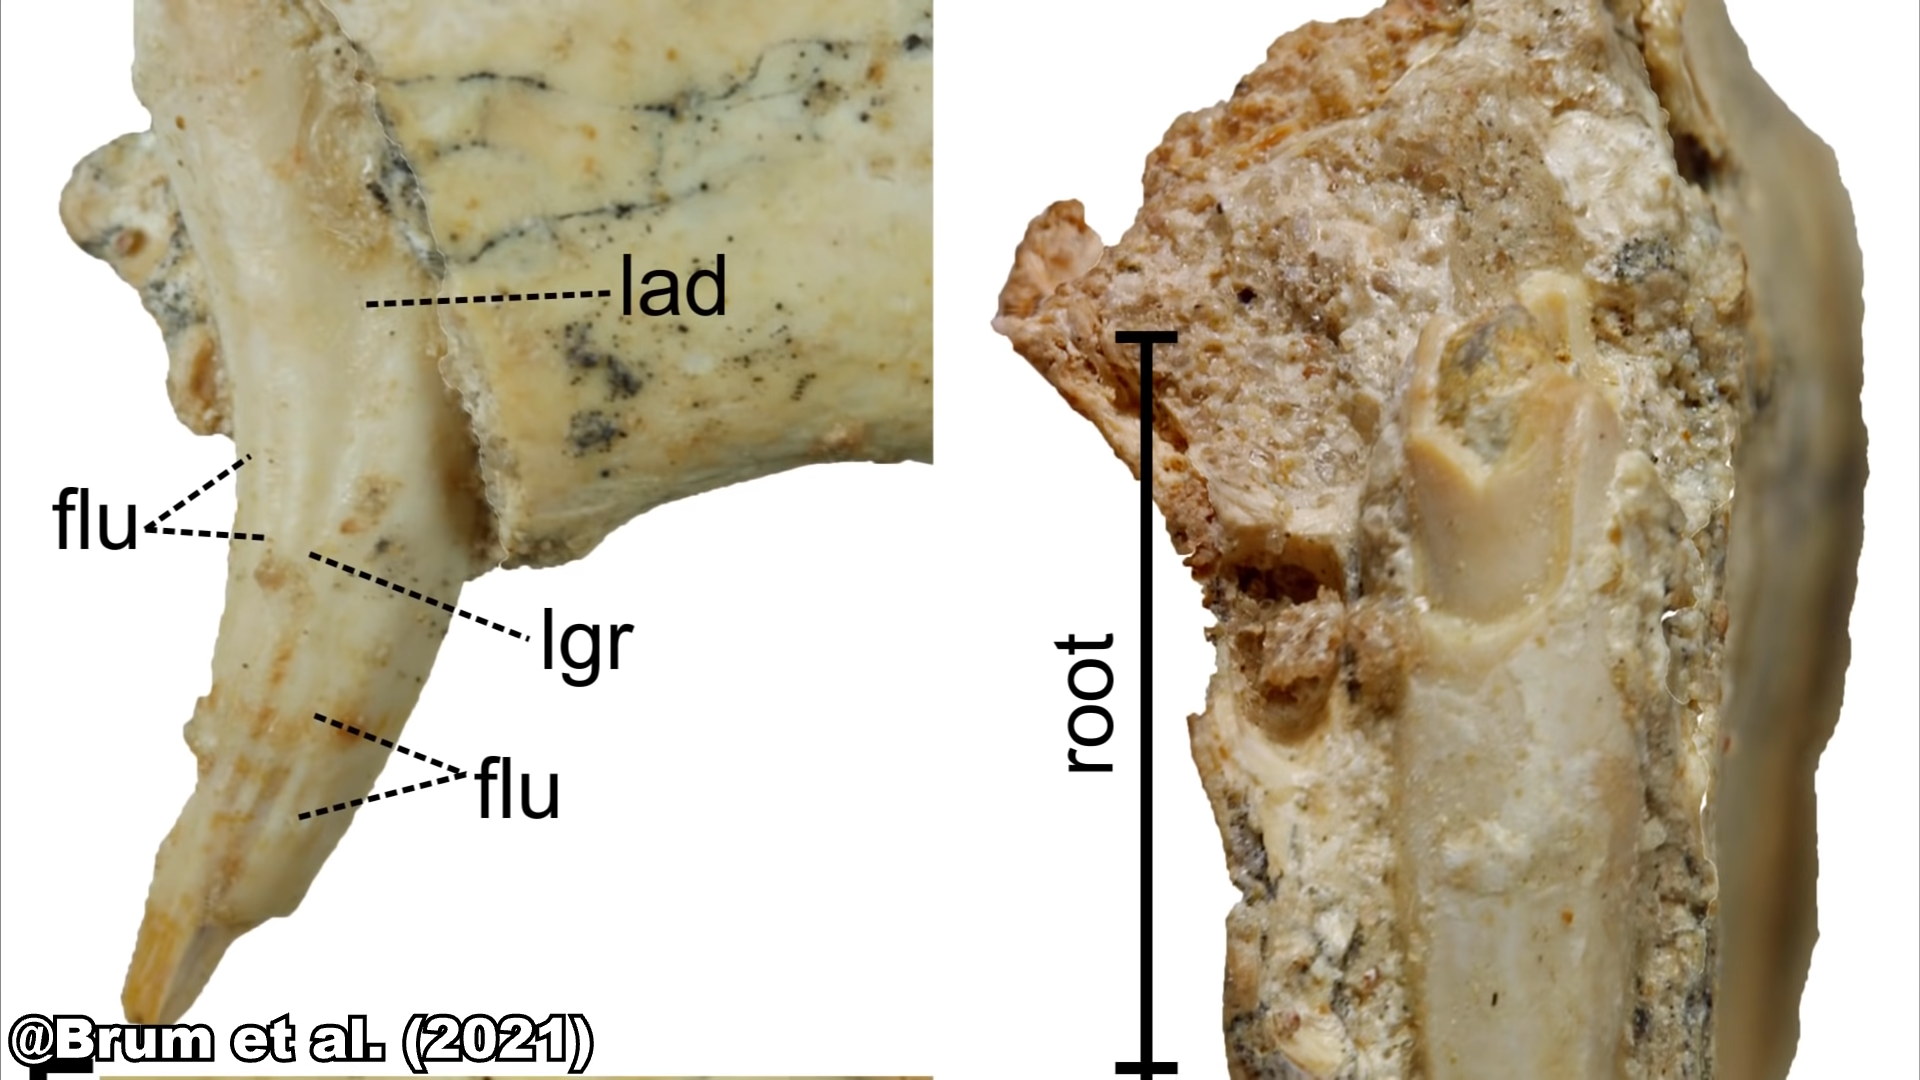 lad
flu
lgr
flu
root
@Brum et al. (2021)